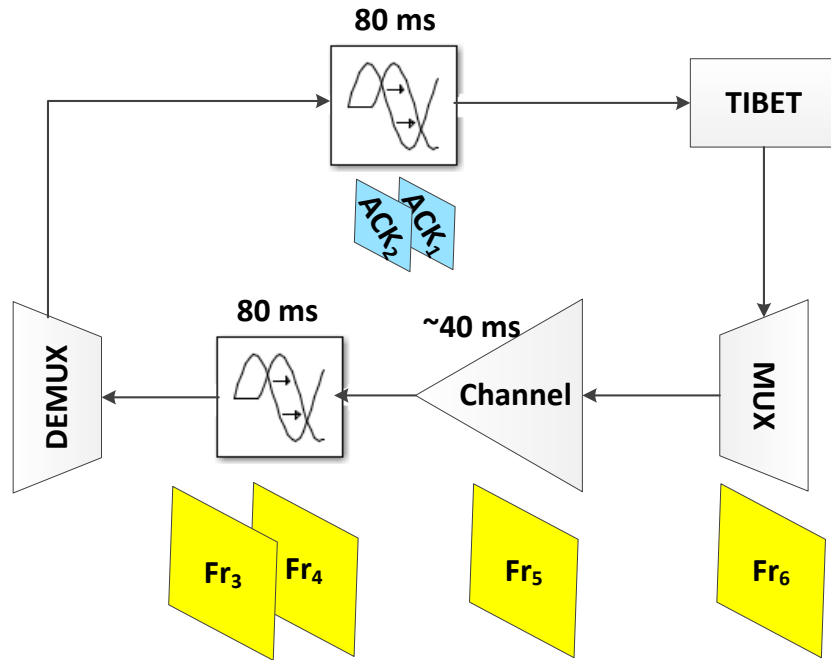 80 ms
TIBET
ACK₂
ACK₁
80 ms
~40 ms
DEMUX
Channel
MUX
Fr₃
Fr₄
Fr₅
Fr₆